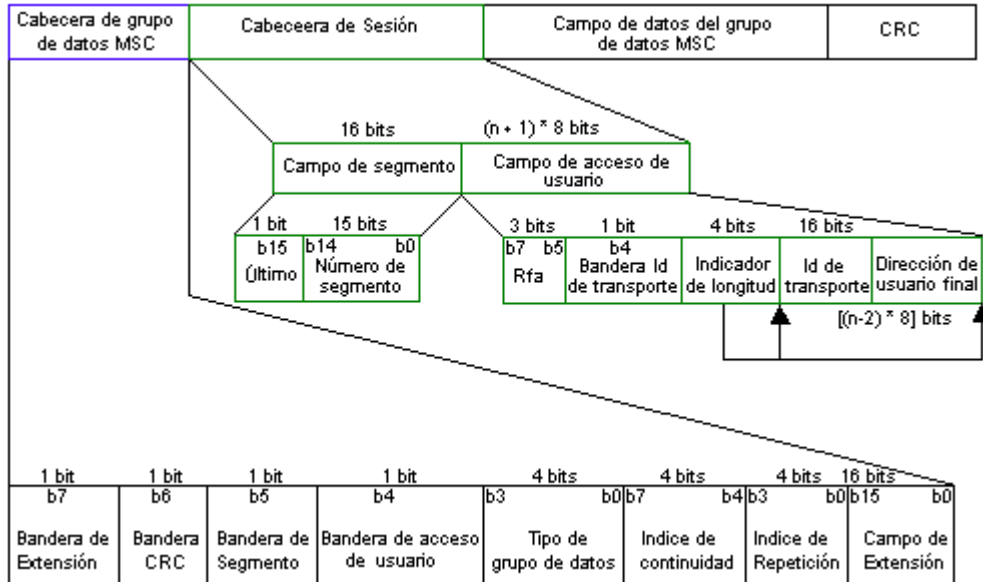 Cabecera de grupo
de datos MSC
Cabeceera de Sesión
Campo de datos del grupo
de datos MSC
CRC
16 bits
(n + 1) * 8 bits
Campo de segmento
Campo de acceso de
usuario
1 bit
15 bits
b15
b14
b0
Último
Número de
segmento
3 bits
1 bit
4 bits
16 bits
b7
b5
b4
Rfa
Bandera Id
de transporte
Indicador
de longitud
Id de
transporte
Dirección de
usuario final
[(n-2) * 8] bits
1 bit
1 bit
1 bit
1 bit
4 bits
4 bits
4 bits
16 bits
b7
b6
b5
b4
b3
b0
b7
b4
b3
b0
b15
b0
Bandera de
Extensión
Bandera
CRC
Bandera de
Segmento
Bandera de acceso
de usuario
Tipo de
grupo de datos
Indice de
continuidad
Indice de
Repetición
Campo de
Extensión